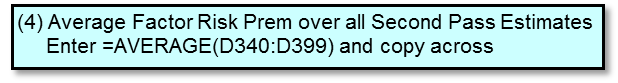 (4) Average Factor Risk Prem over all Second Pass Estimates
Enter =AVERAGE(D340:D399) and copy across